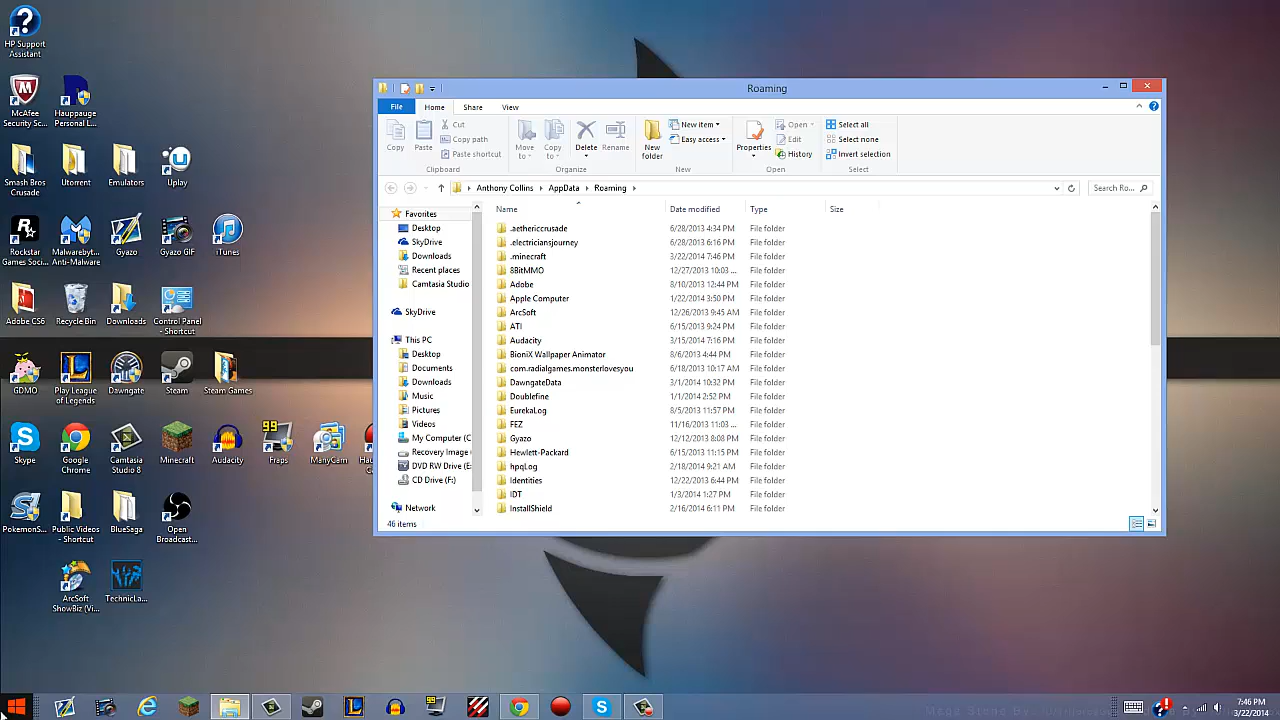 HP Support
Assistant
McAfee
Security Sc...
Hauppauge
Personal I...
Smash Bros
Crusade
Utorrent
Emulators
Uplay
Rockstar
Games Soci...
Malwarebyt...
Anti-Malware
Gyazo
Gyazo GIF
iTunes
Adobe CS6
Recycle Bin
Downloads
Control Panel
- Shortcut
GDMO
Play League
of Legends
Dawngate
Steam
Steam Games
Skype
Google
Chrome
Camtasia
Studio 8
Minecraft
Audacity
99
Fraps
ManyCam
PokemonS...
Public Videos
- Shortcut
BlueSaga
Open
Broadcast...
ArcSoft
ShowBiz (Vi...
TechnicLa...
Roaming
File
Home
Share
View
Copy
Paste
Cut
Copy path
Paste shortcut
Clipboard
Move
to
Copy
to
Delete
Rename
Organize
New
folder
New item
Easy access
New
Properties
Open
Edit
History
Open
Select all
Select none
Invert selection
Select
Anthony Collins
AppData
Roaming
Search Ro...
Favorites
Desktop
SkyDrive
Downloads
Recent places
Camtasia Studio
SkyDrive
This PC
Desktop
Documents
Downloads
Music
Pictures
Videos
My Computer (C
Recovery Image
DVD RW Drive (E
CD Drive (F:)
Network
Name Date modified Type Size
.aethericcrusade 6/28/2013 4:34 PM File folder
.electriciansjourney 6/28/2013 6:16 PM File folder
.minecraft 3/22/2014 7:46 PM File folder
8BitMMO 12/27/2013 10:03 ... File folder
Adobe 8/10/2013 12:44 PM File folder
Apple Computer 1/22/2014 3:50 PM File folder
ArcSoft 12/26/2013 9:45 AM File folder
ATI 6/15/2013 9:24 PM File folder
Audacity 3/15/2014 7:16 PM File folder
BioniX Wallpaper Animator 8/6/2013 4:44 PM File folder
com.radialgames.monsterlovesyou 6/18/2013 10:17 AM File folder
DawngateData 3/1/2014 10:32 PM File folder
Doublefine 1/1/2014 2:52 PM File folder
EurekaLog 8/5/2013 11:57 PM File folder
FEZ 11/16/2013 11:03 ... File folder
Gyazo 12/12/2013 8:08 PM File folder
Hewlett-Packard 6/15/2013 11:15 PM File folder
hpqLog 2/18/2014 9:21 AM File folder
Identities 12/22/2013 6:44 PM File folder
IDT 1/3/2014 1:27 PM File folder
InstallShield 2/16/2014 6:11 PM File folder
46 items
7:46 PM
3/22/2014